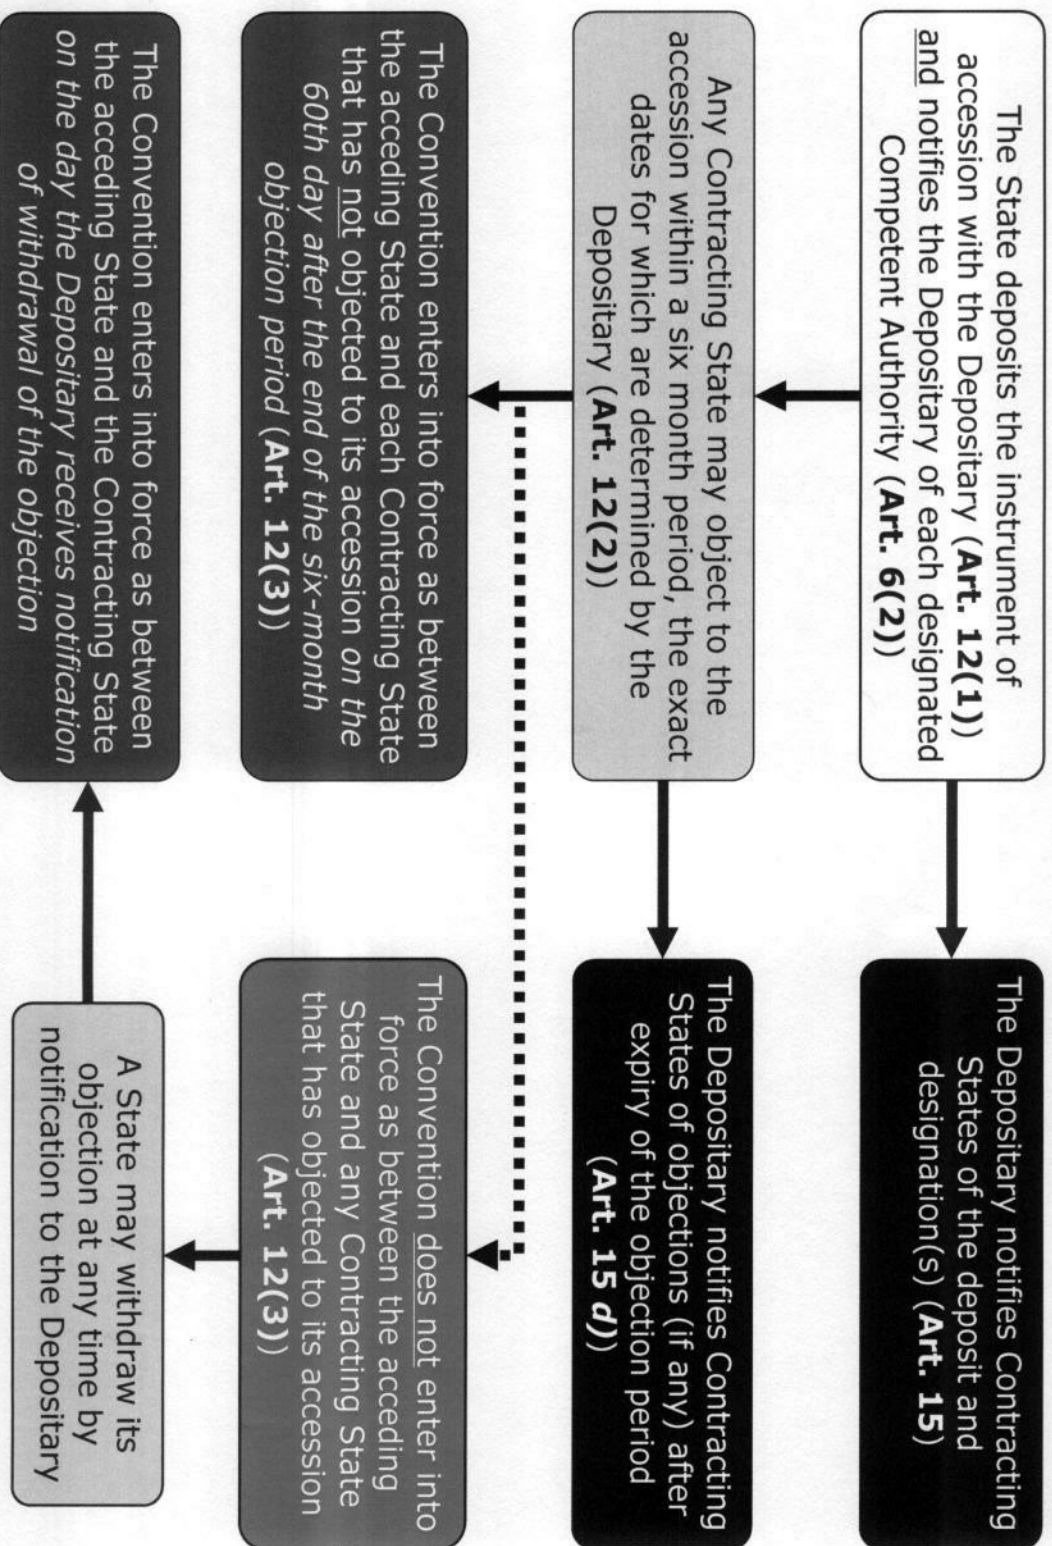 The State deposits the instrument of
accession with the Depositary (Art. 12(1))
and notifies the Depositary of each designated
Competent Authority (Art. 6(2))
The Depositary notifies Contracting
States of the deposit and
designation(s) (Art. 15)
Any Contracting State may object to the
accession within a six month period, the exact
dates for which are determined by the
Depositary (Art. 12(2))
The Depositary notifies Contracting
States of objections (if any) after
expiry of the objection period
(Art. 15 d))
The Convention enters into force as between
the acceding State and each Contracting State
that has not objected to its accession on the
60th day after the end of the six-month
objection period (Art. 12(3))
The Convention does not enter into
force as between the acceding
State and any Contracting State
that has objected to its accession
(Art. 12(3))
The Convention enters into force as between
the acceding State and the Contracting State
on the day the Depositary receives notification
of withdrawal of the objection
A State may withdraw its
objection at any time by
notification to the Depositary